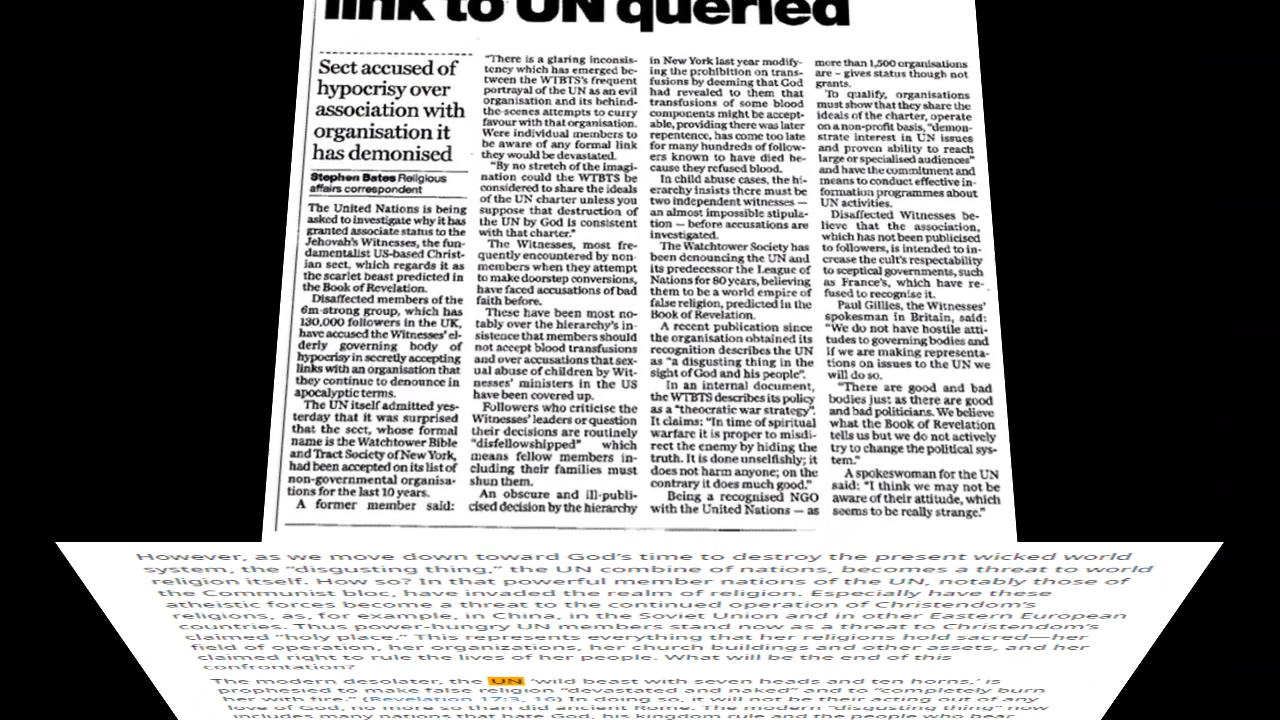 link to UN queried
Sect accused of
hypocrisy over
association with
organisation it
has demonised
Stephen Bates Religious
affairs correspondent
The United Nations is being
asked to investigate why it has
granted associate status to the
Jehovah's Witnesses, the fun-
damentalist US-based Christ-
ian sect, which regards it as
the scarlet beast predicted in
the Book of Revelation.
Disaffected members of the
6m-strong group, which has
130,000 followers in the UK,
have accused the Witnesses' el-
derly governing body of
hypocrisy in secretly accepting
links with an organisation that
they continue to denounce in
apocalyptic terms.
The UN itself admitted yes-
terday that it was surprised
that the sect, whose formal
name is the Watchtower Bible
and Tract Society of New York,
had been accepted on its list of
non-governmental organisa-
tions for the last 10 years.
A former member said:
"There is a glaring inconsis-
tency which has emerged be-
tween the WTBTS's frequent
portrayal of the UN as an evil
organisation and its behind-
the-scenes attempts to curry
favour with that organisation.
Were individual members to
be aware of any formal link
they would be devastated.
"By no stretch of the imagi-
nation could the WTBTS be
considered to share the ideals
of the UN charter unless you
suppose that destruction of
the UN by God is consistent
with that charter."
The Witnesses, most fre-
quently encountered by non-
members when they attempt
to make doorstep conversions,
have faced accusations of bad
faith before.
These have been most no-
tably over the hierarchy's in-
sistence that members should
not accept blood transfusions
and over accusations that sex-
ual abuse of children by Wit-
nesses' ministers in the US
have been covered up.
Followers who criticise the
Witnesses' leaders or question
their decisions are routinely
"disfellowshipped" which
means fellow members in-
cluding their families must
shun them.
An obscure and ill-publi-
cised decision by the hierarchy
in New York last year modify-
ing the prohibition on trans-
fusions by deeming that God
had revealed to them that
transfusions of some blood
components might be accept-
able, providing there was later
repentence, has come too late
for many hundreds of follow-
ers known to have died be-
cause they refused blood.
In child abuse cases, the hi-
erarchy insists there must be
two independent witnesses —
an almost impossible stipula-
tion — before accusations are
investigated.
The Watchtower Society has
been denouncing the UN and
its predecessor the League of
Nations for 80 years, believing
them to be a world empire of
false religion, predicted in the
Book of Revelation.
A recent publication since
the organisation obtained its
recognition describes the UN
as "a disgusting thing in the
sight of God and his people".
In an internal document,
the WTBTS describes its policy
as a "theocratic war strategy".
It claims: "In time of spiritual
warfare it is proper to misdi-
rect the enemy by hiding the
truth. It is done unselfishly; it
does not harm anyone; on the
contrary it does much good."
Being a recognised NGO
with the United Nations — as
more than 1,500 organisations
are – gives status though not
grants.
To qualify, organisations
must show that they share the
ideals of the charter, operate
on a non-profit basis, "demon-
strate interest in UN issues
and proven ability to reach
large or specialised audiences"
and have the commitment and
means to conduct effective in-
formation programmes about
UN activities.
Disaffected Witnesses be-
lieve that the association,
which has not been publicised
to followers, is intended to in-
crease the cult's respectability
to sceptical governments, such
as France's, which have re-
fused to recognise it.
Paul Gillies, the Witnesses'
spokesman in Britain, said:
"We do not have hostile atti-
tudes to governing bodies and
if we are making representa-
tions on issues to the UN we
will do so.
"There are good and bad
bodies just as there are good
and bad politicians. We believe
what the Book of Revelation
tells us but we do not actively
try to change the political sys-
tem."
A spokeswoman for the UN
said: "I think we may not be
aware of their attitude, which
seems to be really strange."
However, as we move down toward God's time to destroy the present wicked world
system, the "disgusting thing," the UN combine of nations, becomes a threat to world
religion itself. How so? In that powerful member nations of the UN, notably those of
the Communist bloc, have invaded the realm of religion. Especially have these
atheistic forces become a threat to the continued operation of Christendom's
religions, as, for example, in China, in the Soviet Union and in other Eastern European
countries. Thus power-hungry UN members stand now as a threat to Christendom's
claimed "holy place." This represents everything that her religions hold sacred—her
field of operation, her organizations, her church buildings and other assets, and her
claimed right to rule the lives of her people. What will be the end of this
confrontation?
The modern desolater, the UN 'wild beast with seven heads and ten horns,' is
prophesied to make false religion "devastated and naked" and to "completely burn
her with fire." (Revelation 17:3, 16) In doing so, it will not be their acting out of any
love of God, no more so than did ancient Rome. The modern "disgusting thing" now
includes many nations that hate God, his kingdom rule and the people who bear